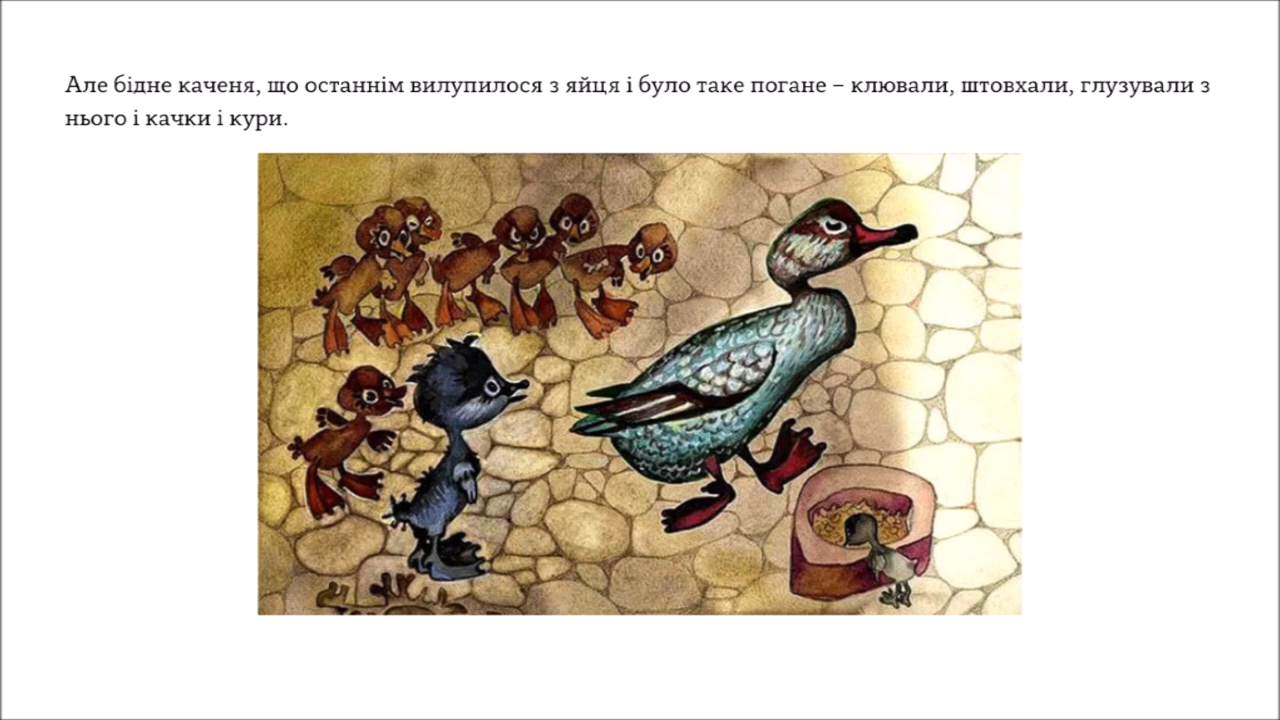 Але бідне каченя, що останнім вилупилося з яйця і було таке погане – клювали, штовхали, глузували з
нього і качки і кури.